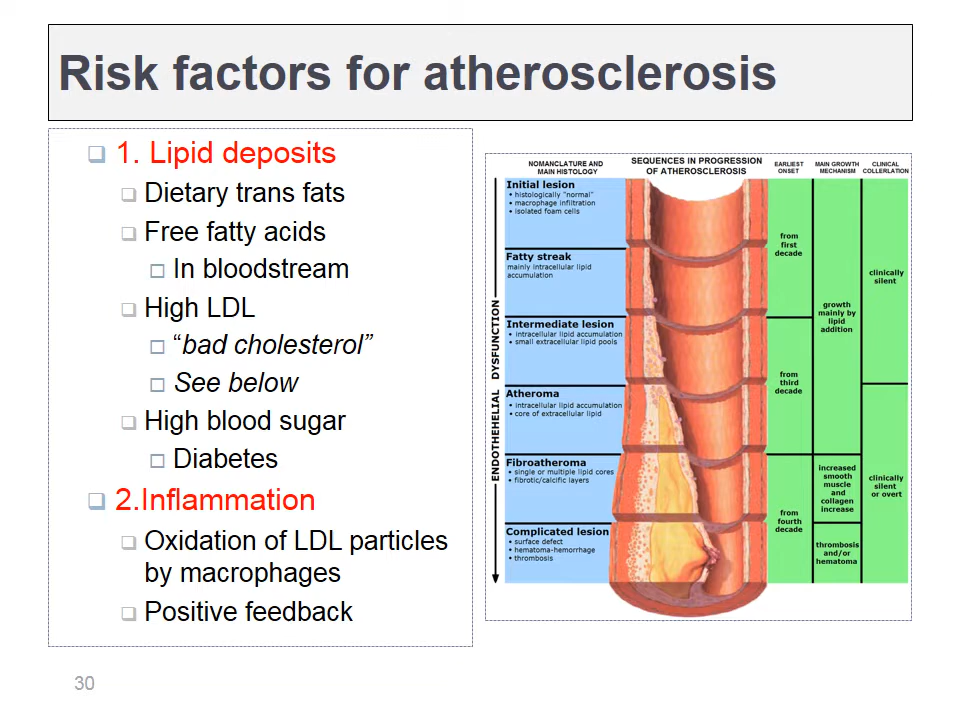 Risk factors for atherosclerosis
1. Lipid deposits
Dietary trans fats
Free fatty acids
In bloodstream
High LDL
“bad cholesterol”
See below
High blood sugar
Diabetes
2.Inflammation
Oxidation of LDL particles
by macrophages
Positive feedback
NOMANCLATURE AND
MAIN HISTOLOGY
SEQUENCES IN PROGRESSION
OF ATHEROSCLEROSIS
EARLIEST
ONSET
MAIN GROWTH
MECHANISM
CLINICAL
COLLERLATION
ENDOTHEHELIAL DYSFUNCTION
Initial lesion
• histologically "normal"
• macrophage infiltration
• isolated foam cells
Fatty streak
mainly intracellular lipid
accumulation
Intermediate lesion
• intracellular lipid accumulation
• small extracellular lipid pools
Atheroma
• intracellular lipid accumulation
• core of extracellular lipid
Fibroatheroma
• single or multiple lipid cores
• fibrotic/calcific layers
Complicated lesion
• surface defect
• hematoma-hemorrhage
• thrombosis
from
first
decade
from
third
decade
from
fourth
decade
growth
mainly by
lipid
addition
increased
smooth
muscle
and
collagen
increase
thrombosis
and/or
hematoma
clinically
silent
clinically
silent
or overt
30